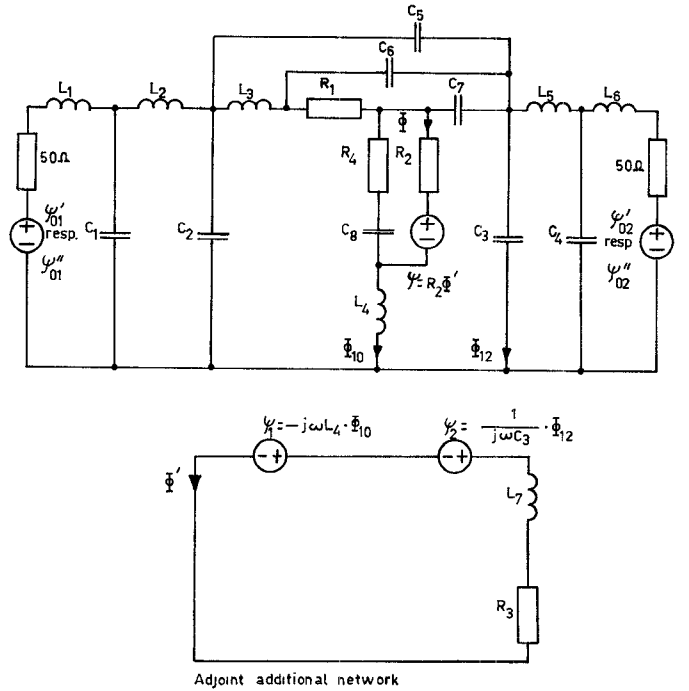 C5
C6
L1 L2 L3 R1 C7 L5 L6
Φ
50Ω R4 R2 50Ω
ψ'01
resp.
ψ"01
C1 C2 C8 C3 C4
ψ'02
resp
ψ"02
ψ=R2Φ'
L4
Φ10 Φ12
ψ1=-jωL4·Φ10 ψ2= 1/jωC3 ·Φ12
Φ'
L7
R3
Adjoint additional network